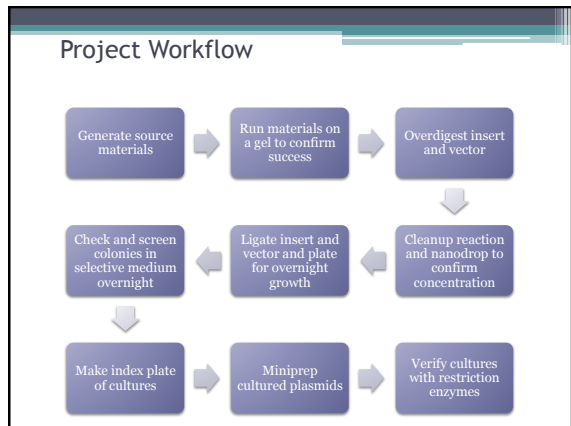 Project Workflow
Generate source
materials
Run materials on
a gel to confirm
success
Overdigest insert
and vector
Cleanup reaction
and nanodrop to
confirm
concentration
Ligate insert and
vector and plate
for overnight
growth
Check and screen
colonies in
selective medium
overnight
Make index plate
of cultures
Miniprep
cultured plasmids
Verify cultures
with restriction
enzymes